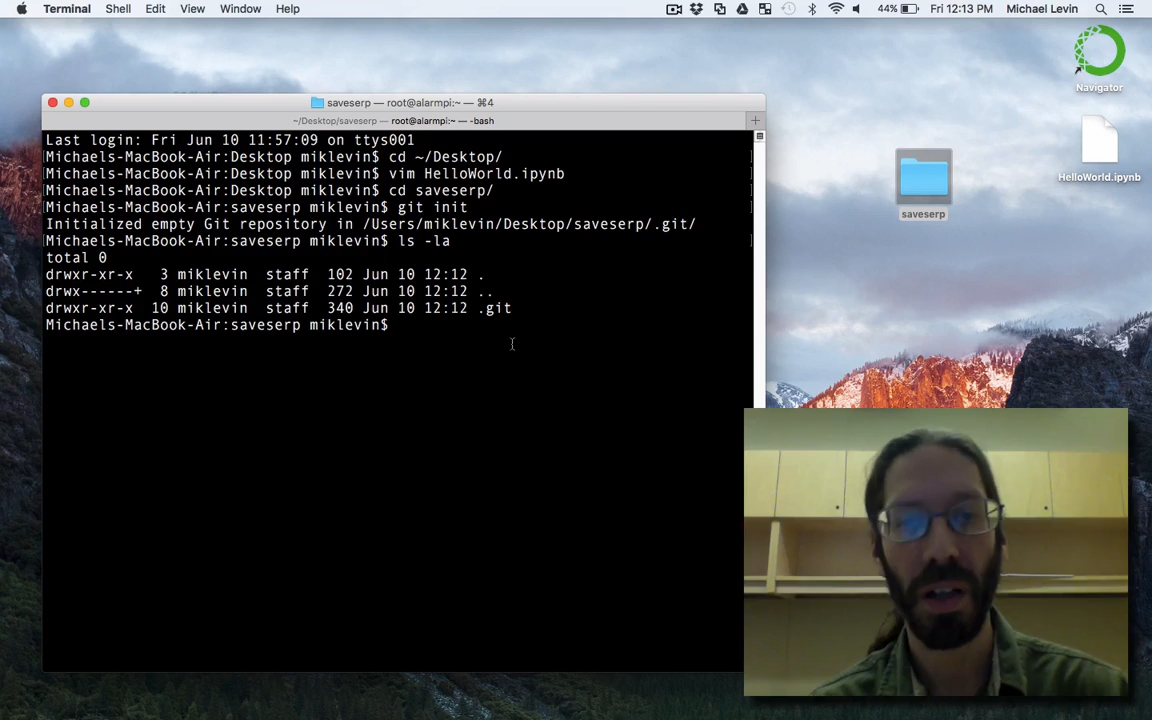 Terminal Shell Edit View Window Help 44% Fri 12:13 PM Michael Levin
Navigator
HelloWorld.ipynb
saveserp
saveserp — root@alarmpi:~ — ⌘4
~/Desktop/saveserp — root@alarmpi:~ — -bash
Last login: Fri Jun 10 11:57:09 on ttys001
Michaels-MacBook-Air:Desktop miklevin$ cd ~/Desktop/
Michaels-MacBook-Air:Desktop miklevin$ vim HelloWorld.ipynb
Michaels-MacBook-Air:Desktop miklevin$ cd saveserp/
Michaels-MacBook-Air:saveserp miklevin$ git init
Initialized empty Git repository in /Users/miklevin/Desktop/saveserp/.git/
Michaels-MacBook-Air:saveserp miklevin$ ls -la
total 0
drwxr-xr-x 3 miklevin staff 102 Jun 10 12:12 .
drwx------+ 8 miklevin staff 272 Jun 10 12:12 ..
drwxr-xr-x 10 miklevin staff 340 Jun 10 12:12 .git
Michaels-MacBook-Air:saveserp miklevin$